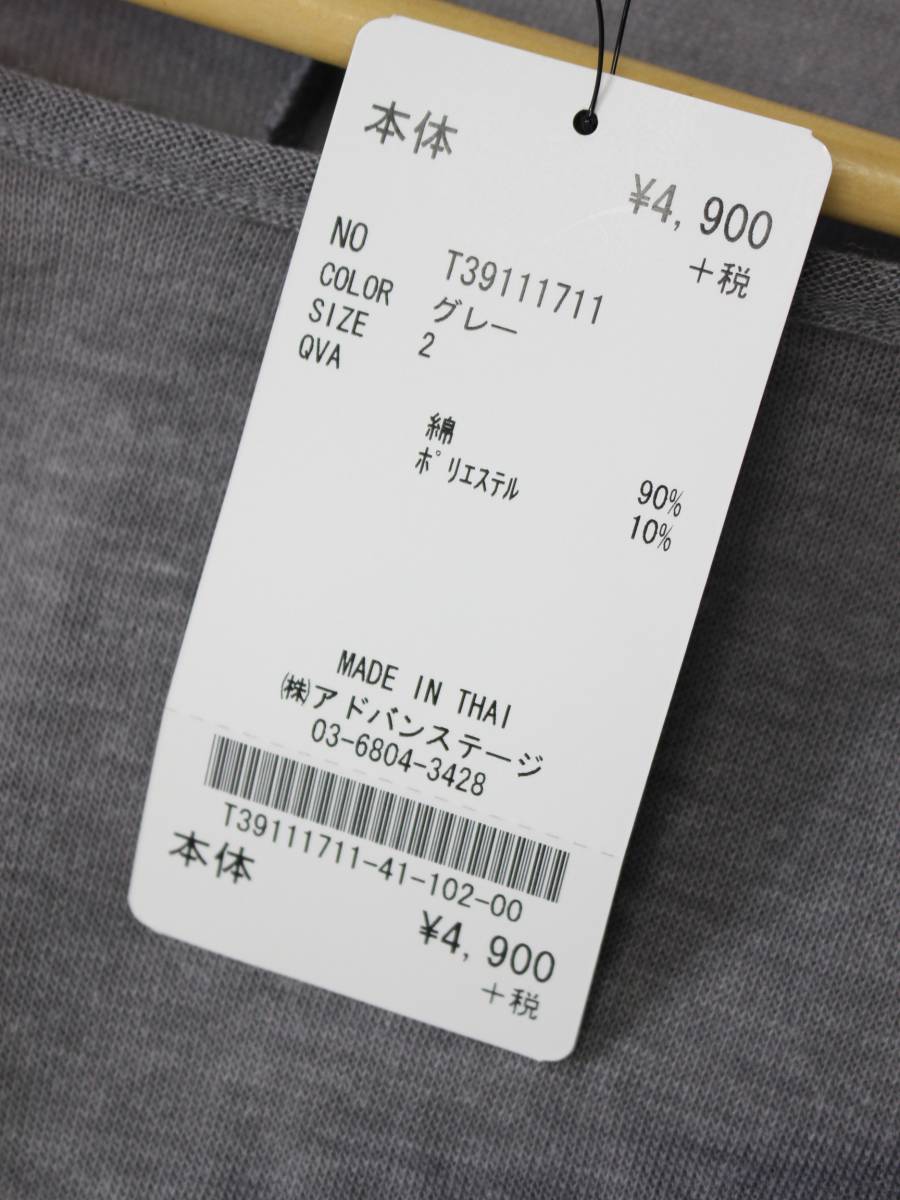 本体
¥4,900
+税
NO T39111711
COLOR グレー
SIZE 2
QVA
綿 90%
ポリエステル 10%
MADE IN THAI
㈱アドバンステージ
03-6804-3428
T39111711-41-102-00
本体
¥4,900
+税